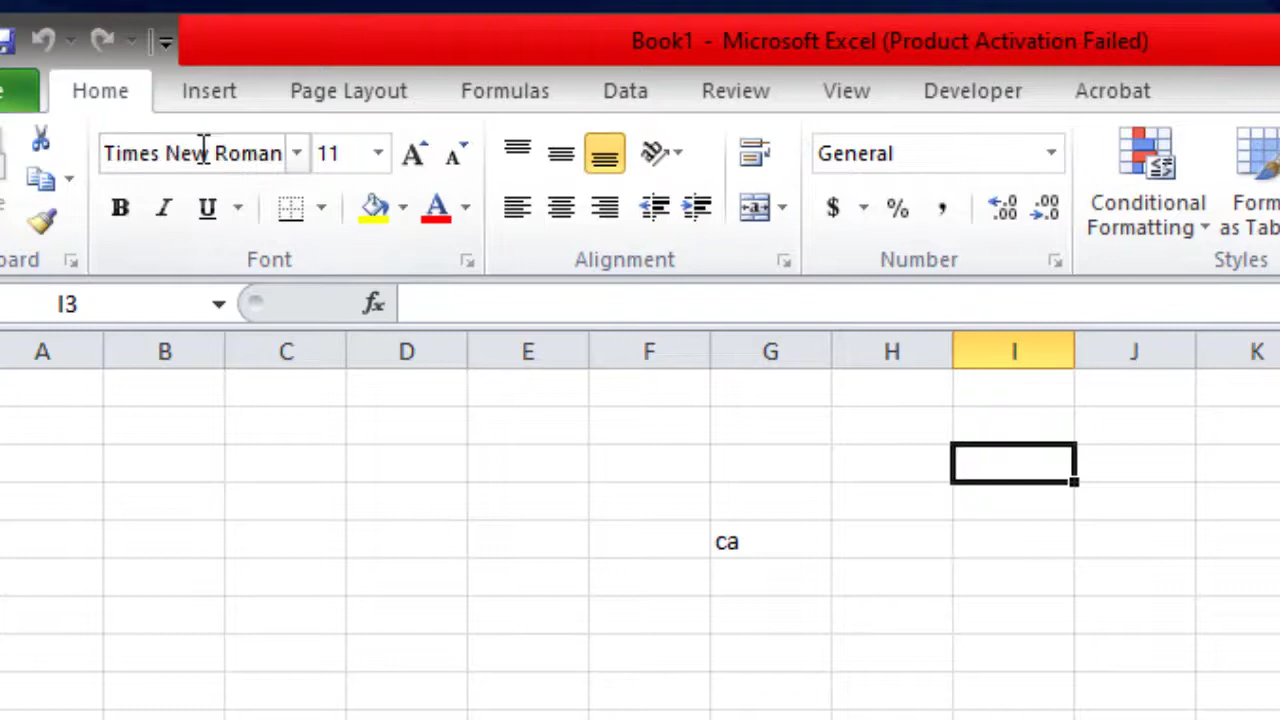 Book1 - Microsoft Excel (Product Activation Failed)
Home Insert Page Layout Formulas Data Review View Developer Acrobat
Times New Roman 11 General
B I U $ % , Conditional Formatting
Font Alignment Number Styles
I3 fx
A B C D E F G H I J K
ca